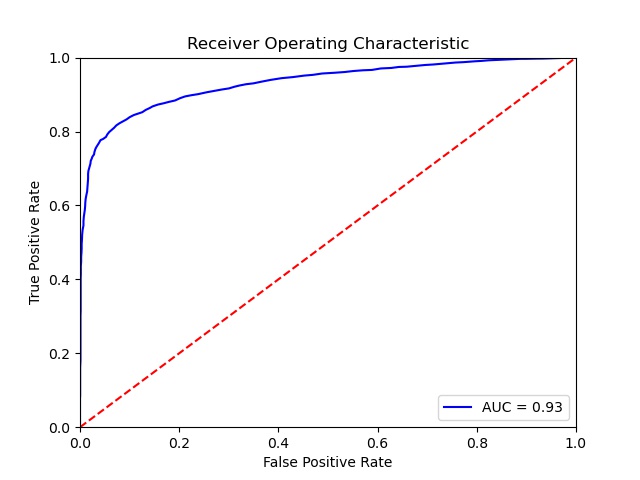 Receiver Operating Characteristic
True Positive Rate
1.0
0.8
0.6
0.4
0.2
0.0
AUC = 0.93
0.0 0.2 0.4 0.6 0.8 1.0
False Positive Rate